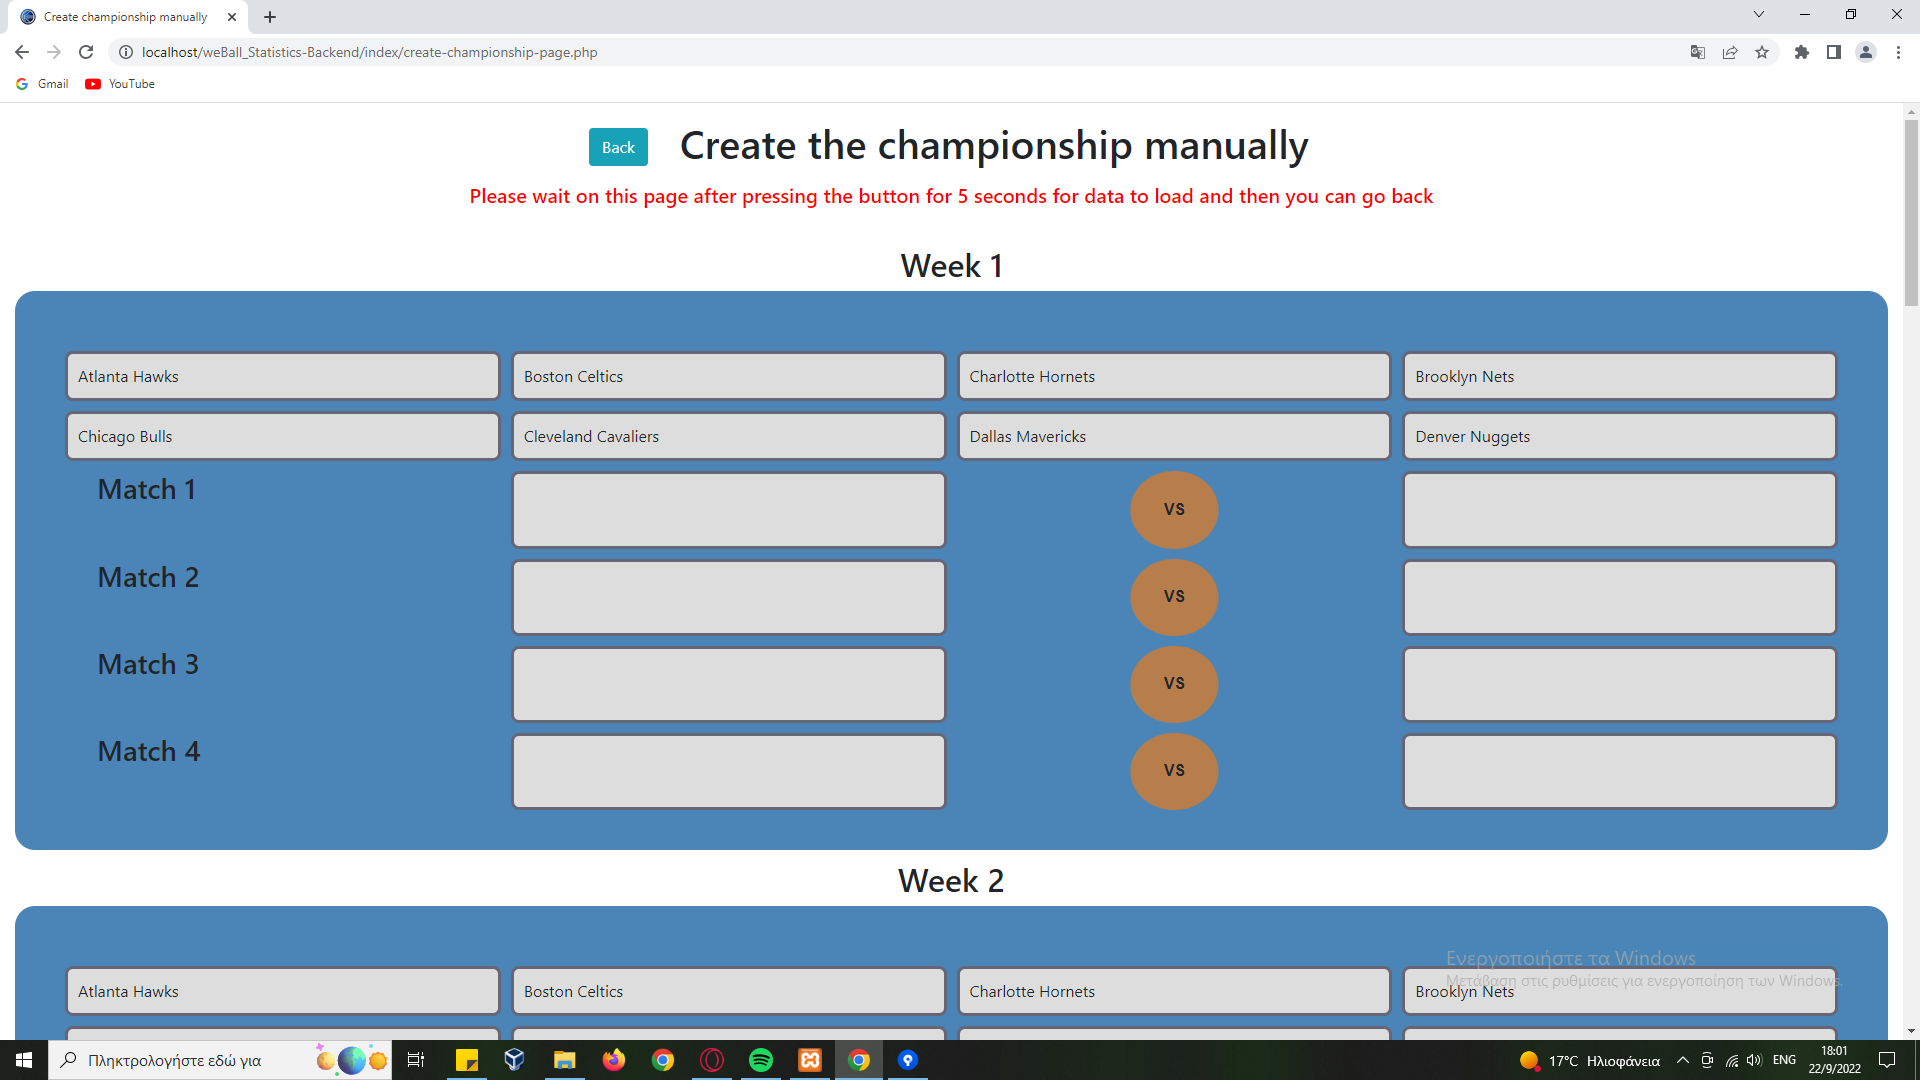 Create championship manually
localhost/weBall_Statistics-Backend/index/create-championship-page.php
Gmail YouTube
Back Create the championship manually
Please wait on this page after pressing the button for 5 seconds for data to load and then you can go back
Week 1
Atlanta Hawks Boston Celtics Charlotte Hornets Brooklyn Nets
Chicago Bulls Cleveland Cavaliers Dallas Mavericks Denver Nuggets
Match 1 VS
Match 2 VS
Match 3 VS
Match 4 VS
Week 2
Ενεργοποιήστε τα Windows
Μετάβαση στις ρυθμίσεις για ενεργοποίηση των Windows.
Atlanta Hawks Boston Celtics Charlotte Hornets Brooklyn Nets
Πληκτρολογήστε εδώ για
17°C Ηλιοφάνεια ENG
18:01
22/9/2022